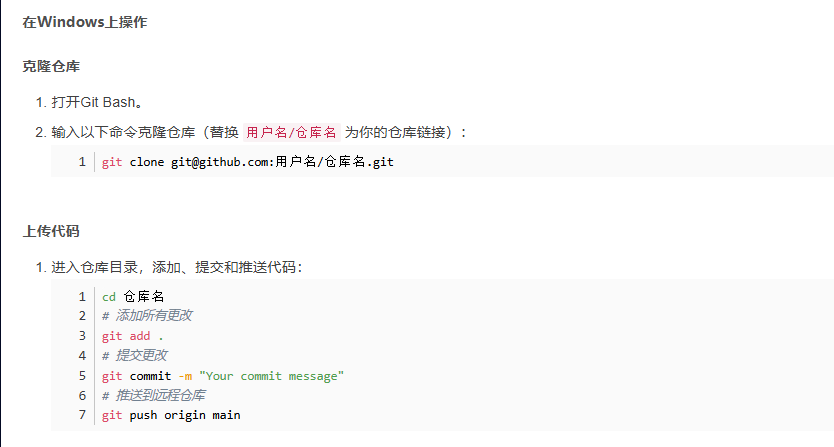 在Windows上操作
克隆仓库
1. 打开Git Bash。
2. 输入以下命令克隆仓库（替换 用户名/仓库名 为你的仓库链接）：
1 git clone git@github.com:用户名/仓库名.git
上传代码
1. 进入仓库目录，添加、提交和推送代码：
1 cd 仓库名
2 # 添加所有更改
3 git add .
4 # 提交更改
5 git commit -m "Your commit message"
6 # 推送到远程仓库
7 git push origin main